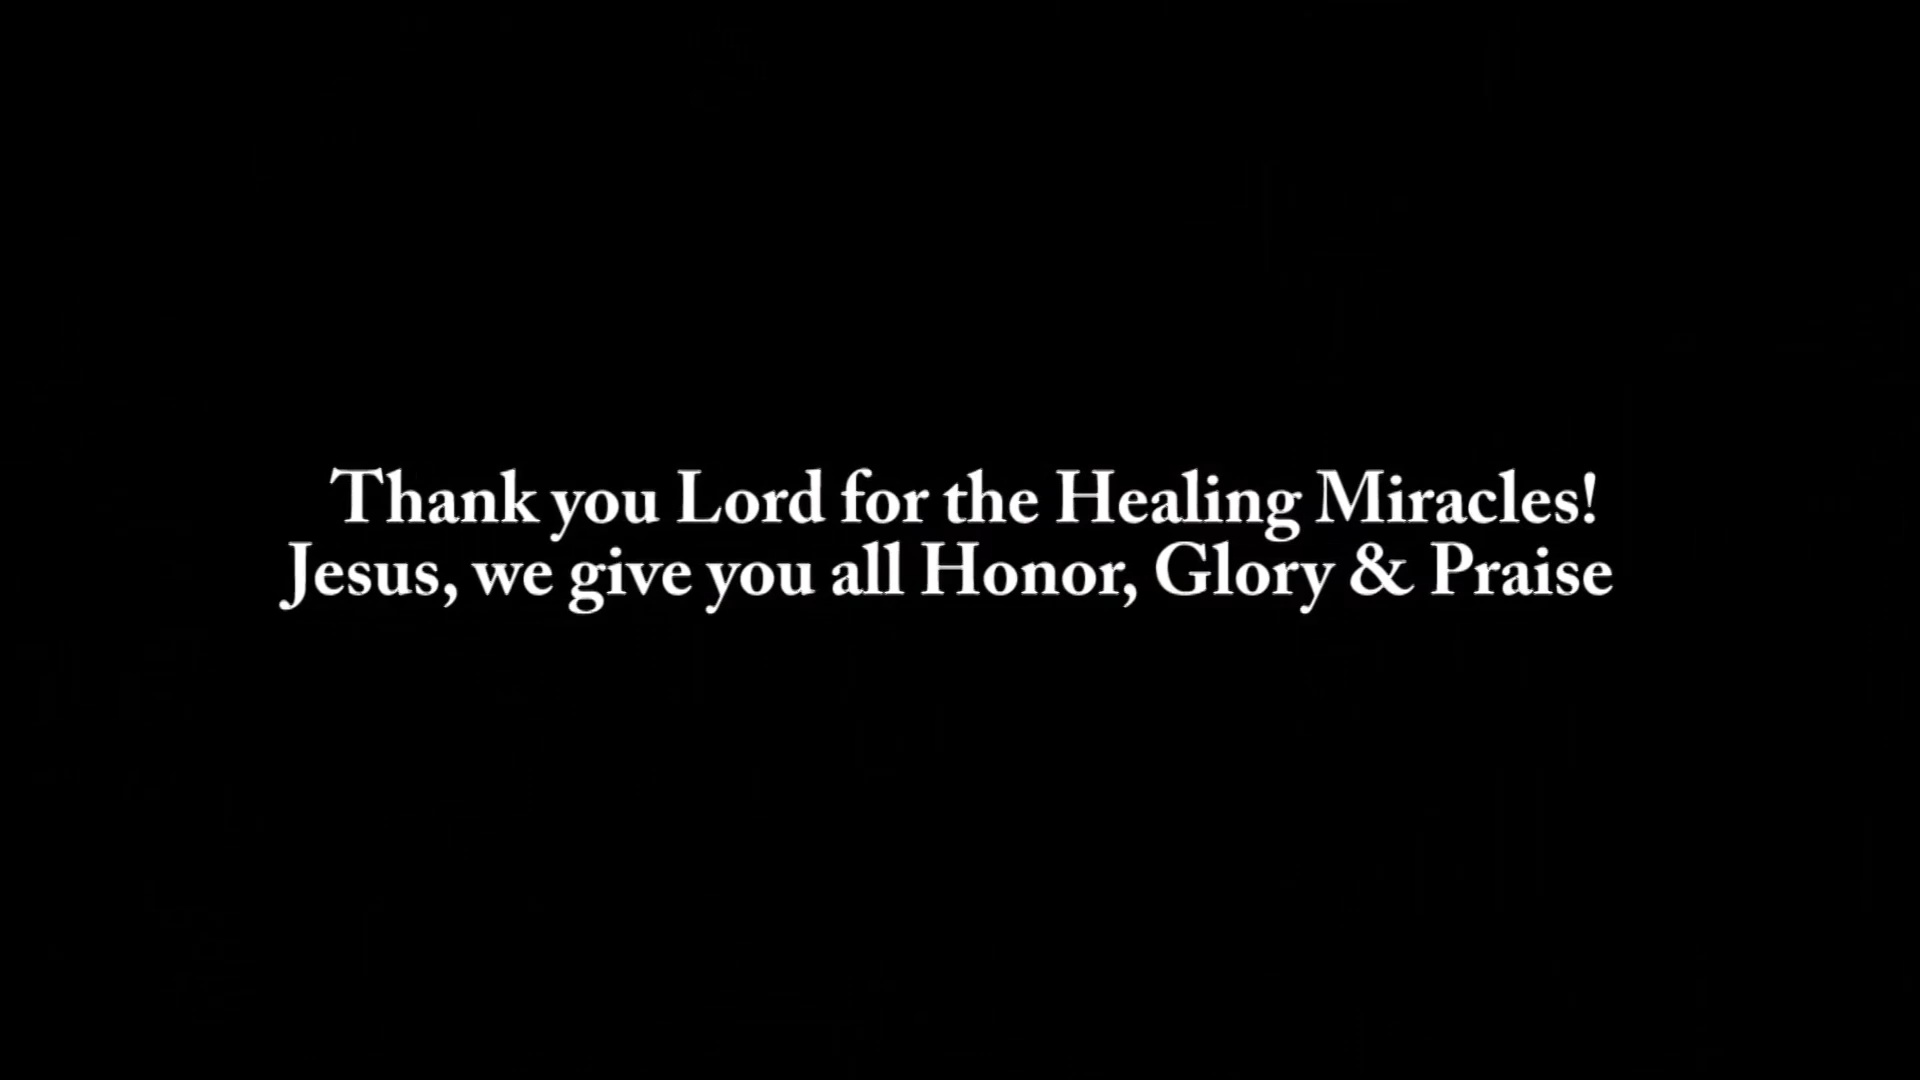 Thank you Lord for the Healing Miracles!
Jesus, we give you all Honor, Glory & Praise